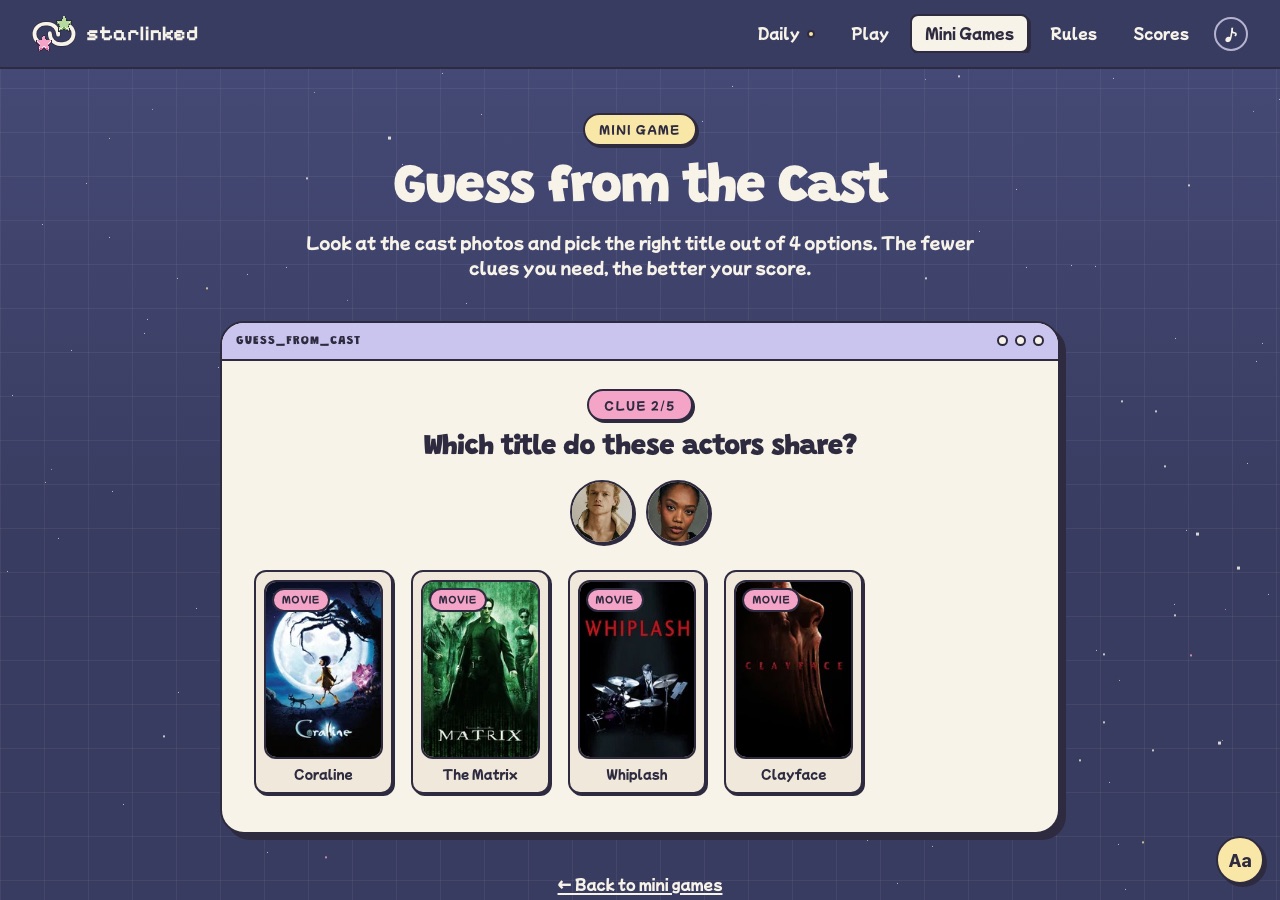 starlinked
Daily
Play
Mini Games
Rules
Scores
MINI GAME
Guess from the Cast
Look at the cast photos and pick the right title out of 4 options. The fewer
clues you need, the better your score.
GUESS_FROM_CAST
CLUE 2/5
Which title do these actors share?
MOVIE
Coraline
Coraline
MOVIE
MATRIX
The Matrix
MOVIE
WHIPLASH
Whiplash
MOVIE
CLAYFACE
Clayface
← Back to mini games
Aa